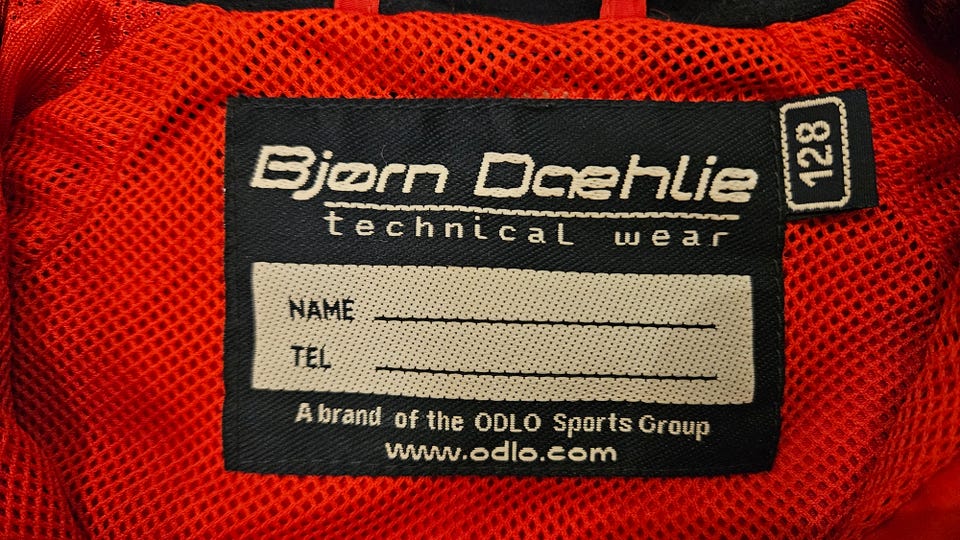 Bjørn Dæhlie
technical wear
128
NAME
TEL
A brand of the ODLO Sports Group
www.odlo.com